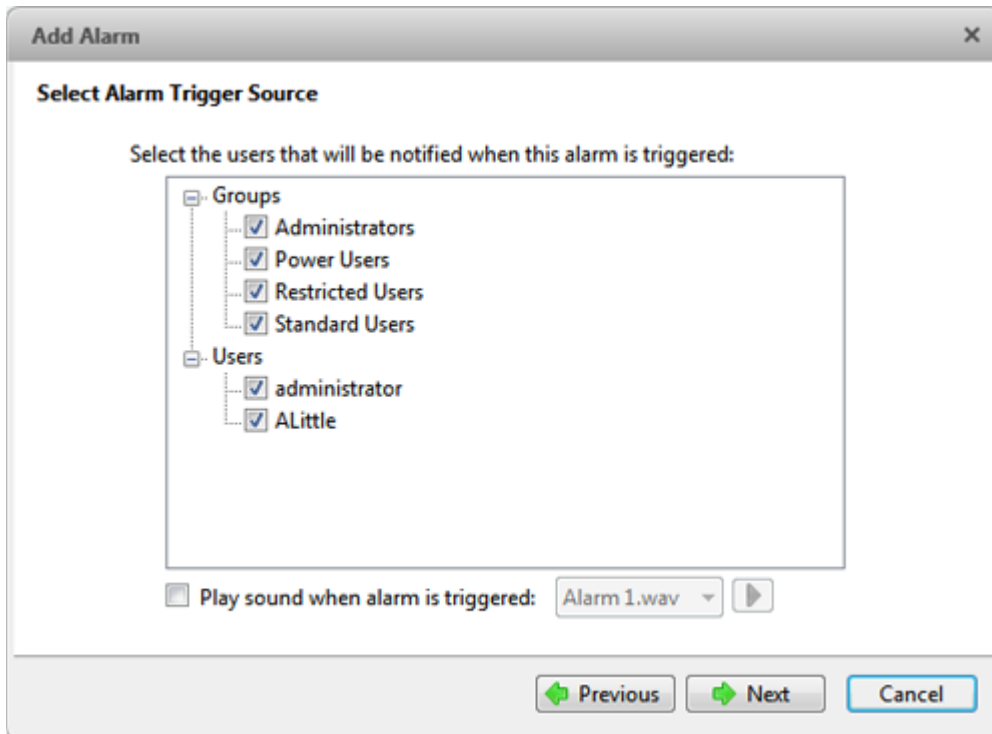 Add Alarm
Select Alarm Trigger Source
Select the users that will be notified when this alarm is triggered:
Groups
Administrators
Power Users
Restricted Users
Standard Users
Users
administrator
ALittle
Play sound when alarm is triggered: Alarm 1.wav
Previous Next Cancel